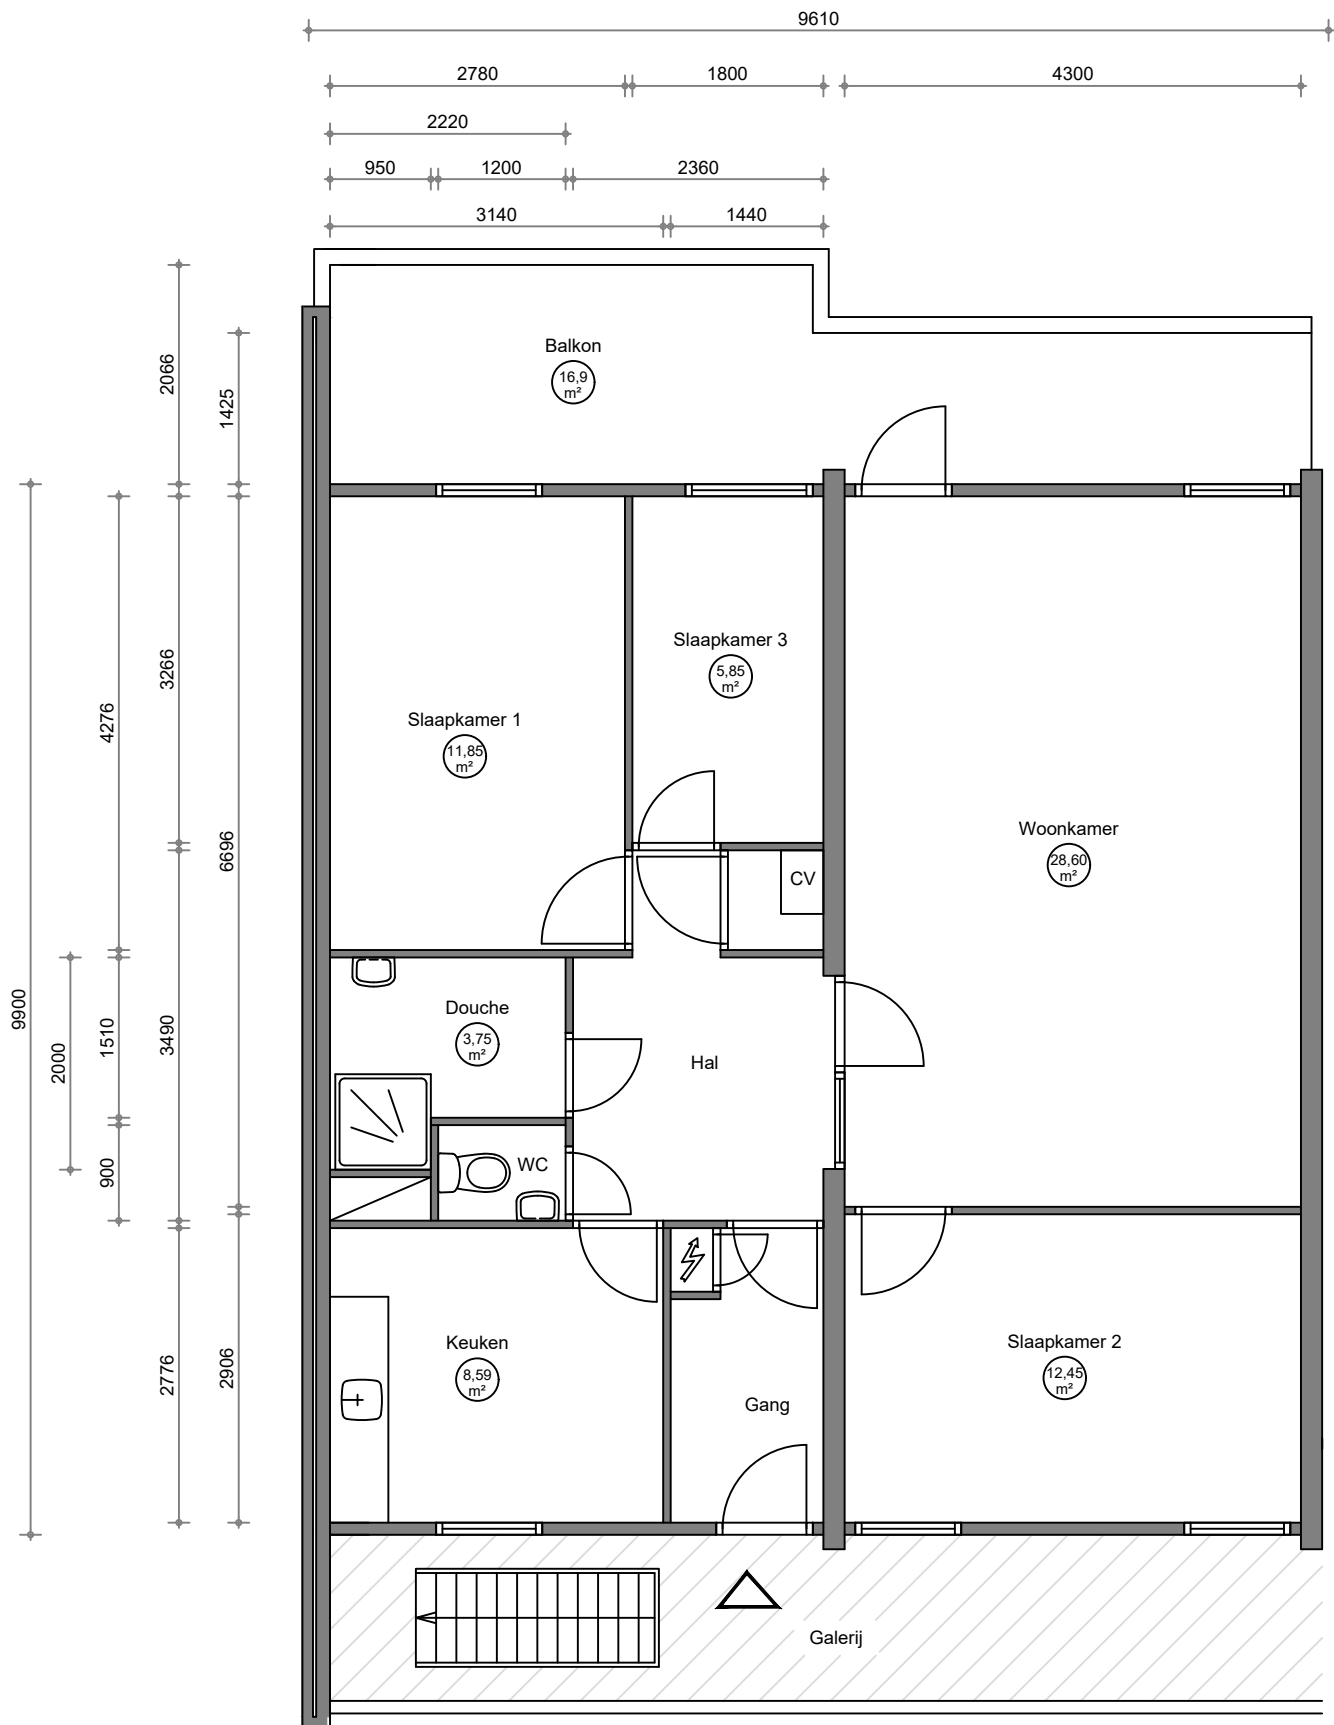 9610
2780 1800 4300
2220
950 1200 2360
3140 1440
2066
1425
Balkon
16,9
m²
9900
4276
3266
6696
Slaapkamer 3
5,85
m²
Slaapkamer 1
11,85
m²
Woonkamer
28,60
m²
CV
2000
1510
3490
Douche
3,75
m²
Hal
900
WC
2776
2906
Keuken
8,59
m²
Slaapkamer 2
12,45
m²
Gang
Galerij